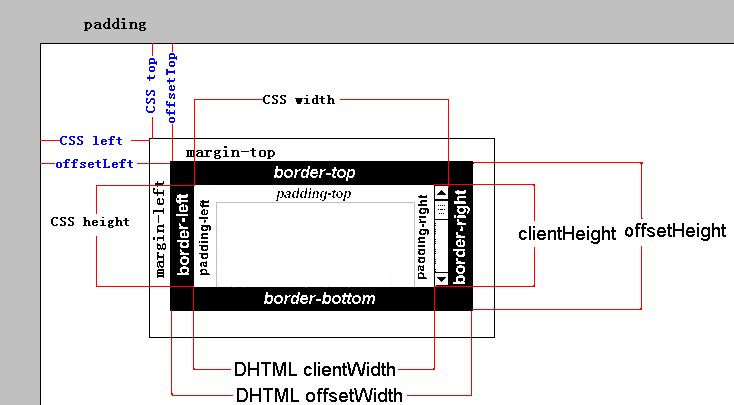 padding
CSS top
offsetTop
CSS width
CSS left
margin-top
offsetLeft
border-top
padding-top
margin-left
border-left
padding-left
padding-right
border-right
CSS height
clientHeight
offsetHeight
border-bottom
DHTML clientWidth
DHTML offsetWidth